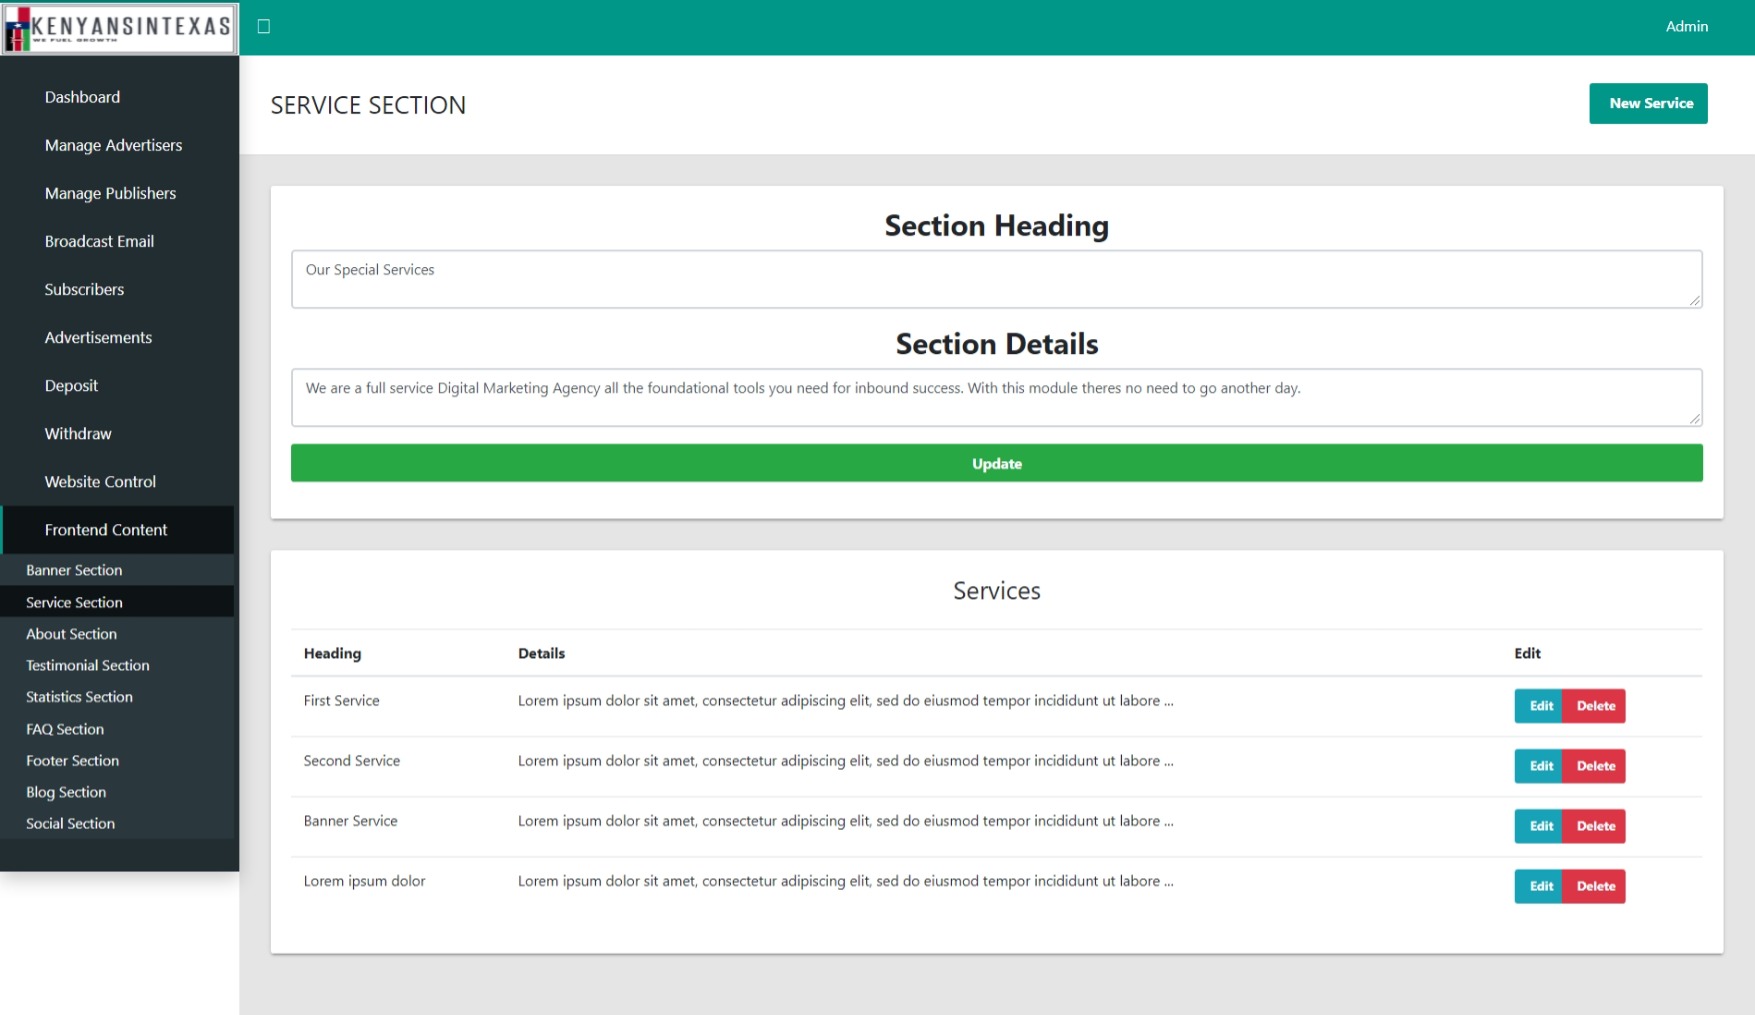 KENYANSINTEXAS
WE FUEL GROWTH
Admin
Dashboard
Manage Advertisers
Manage Publishers
Broadcast Email
Subscribers
Advertisements
Deposit
Withdraw
Website Control
Frontend Content
Banner Section
Service Section
About Section
Testimonial Section
Statistics Section
FAQ Section
Footer Section
Blog Section
Social Section
SERVICE SECTION
New Service
Section Heading
Our Special Services
Section Details
We are a full service Digital Marketing Agency all the foundational tools you need for inbound success. With this module theres no need to go another day.
Update
Services
Heading Details Edit
First Service Lorem ipsum dolor sit amet, consectetur adipiscing elit, sed do eiusmod tempor incididunt ut labore ... Edit Delete
Second Service Lorem ipsum dolor sit amet, consectetur adipiscing elit, sed do eiusmod tempor incididunt ut labore ... Edit Delete
Banner Service Lorem ipsum dolor sit amet, consectetur adipiscing elit, sed do eiusmod tempor incididunt ut labore ... Edit Delete
Lorem ipsum dolor Lorem ipsum dolor sit amet, consectetur adipiscing elit, sed do eiusmod tempor incididunt ut labore ... Edit Delete